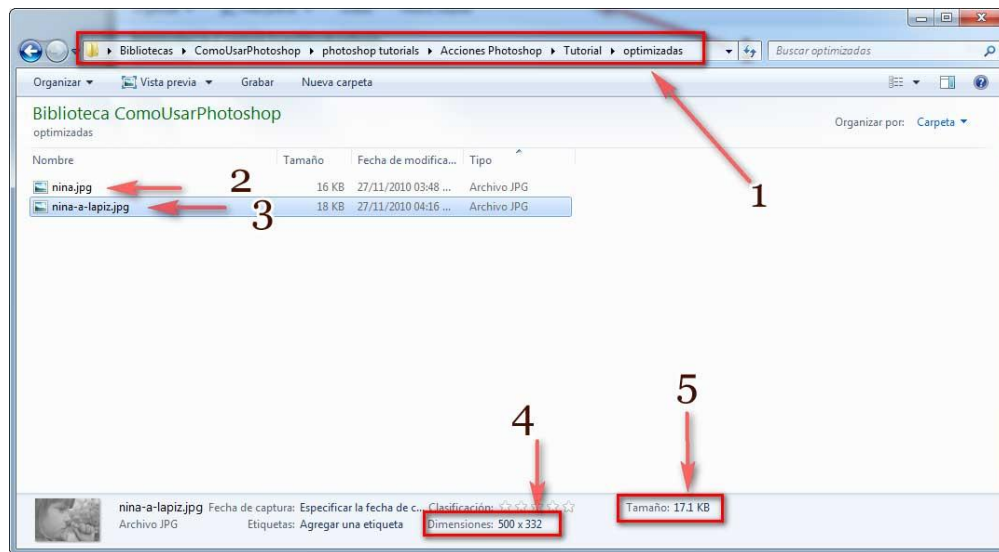 Bibliotecas ▸ ComoUsarPhotoshop ▸ photoshop tutorials ▸ Acciones Photoshop ▸ Tutorial ▸ optimizadas
Buscar optimizadas
Organizar Vista previa Grabar Nueva carpeta
Biblioteca ComoUsarPhotoshop
optimizadas
Organizar por: Carpeta
Nombre Tamaño Fecha de modifica... Tipo
nina.jpg 16 KB 27/11/2010 03:48 ... Archivo JPG
nina-a-lapiz.jpg 18 KB 27/11/2010 04:16 ... Archivo JPG
1
2
3
4
5
nina-a-lapiz.jpg Fecha de captura: Especificar la fecha de c... Clasificación: Tamaño: 17.1 KB
Archivo JPG Etiquetas: Agregar una etiqueta Dimensiones: 500 x 332